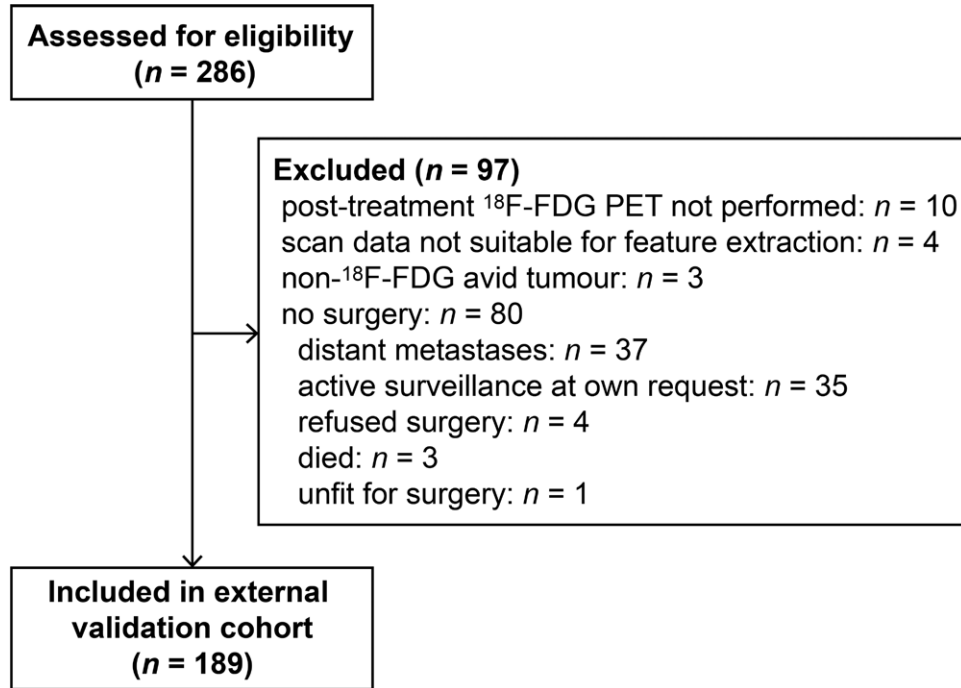 Assessed for eligibility
(n = 286)
Excluded (n = 97)
post-treatment ¹⁸F-FDG PET not performed: n = 10
scan data not suitable for feature extraction: n = 4
non-¹⁸F-FDG avid tumour: n = 3
no surgery: n = 80
distant metastases: n = 37
active surveillance at own request: n = 35
refused surgery: n = 4
died: n = 3
unfit for surgery: n = 1
Included in external
validation cohort
(n = 189)